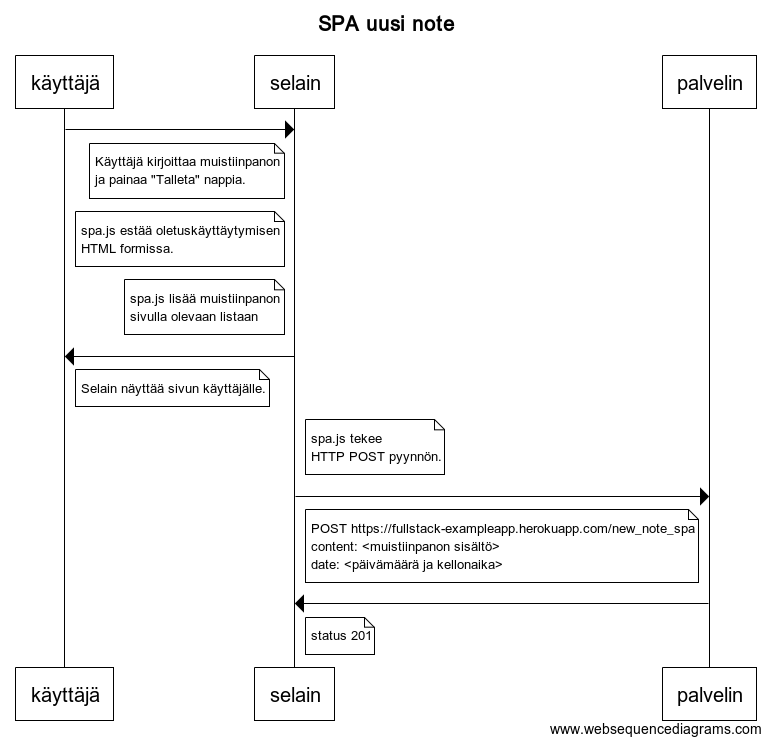 SPA uusi note
käyttäjä
selain
palvelin
Käyttäjä kirjoittaa muistiinpanon
ja painaa "Talleta" nappia.
spa.js estää oletuskäyttäytymisen
HTML formissa.
spa.js lisää muistiinpanon
sivulla olevaan listaan
Selain näyttää sivun käyttäjälle.
spa.js tekee
HTTP POST pyynnön.
POST https://fullstack-exampleapp.herokuapp.com/new_note_spa
content: <muistiinpanon sisältö>
date: <päivämäärä ja kellonaika>
status 201
käyttäjä
selain
palvelin
www.websequencediagrams.com